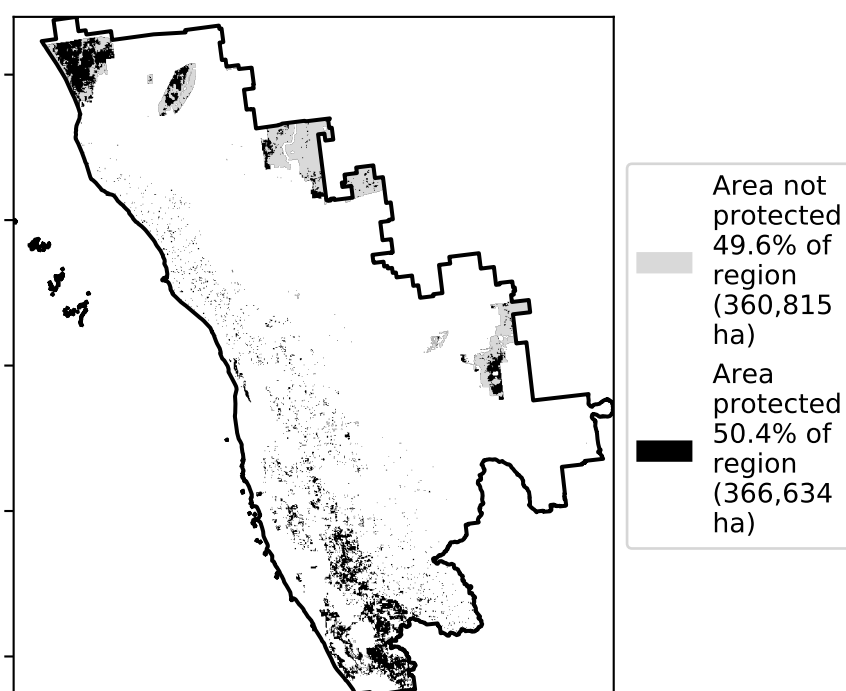 Area not
protected
49.6% of
region
(360,815
ha)
Area
protected
50.4% of
region
(366,634
ha)